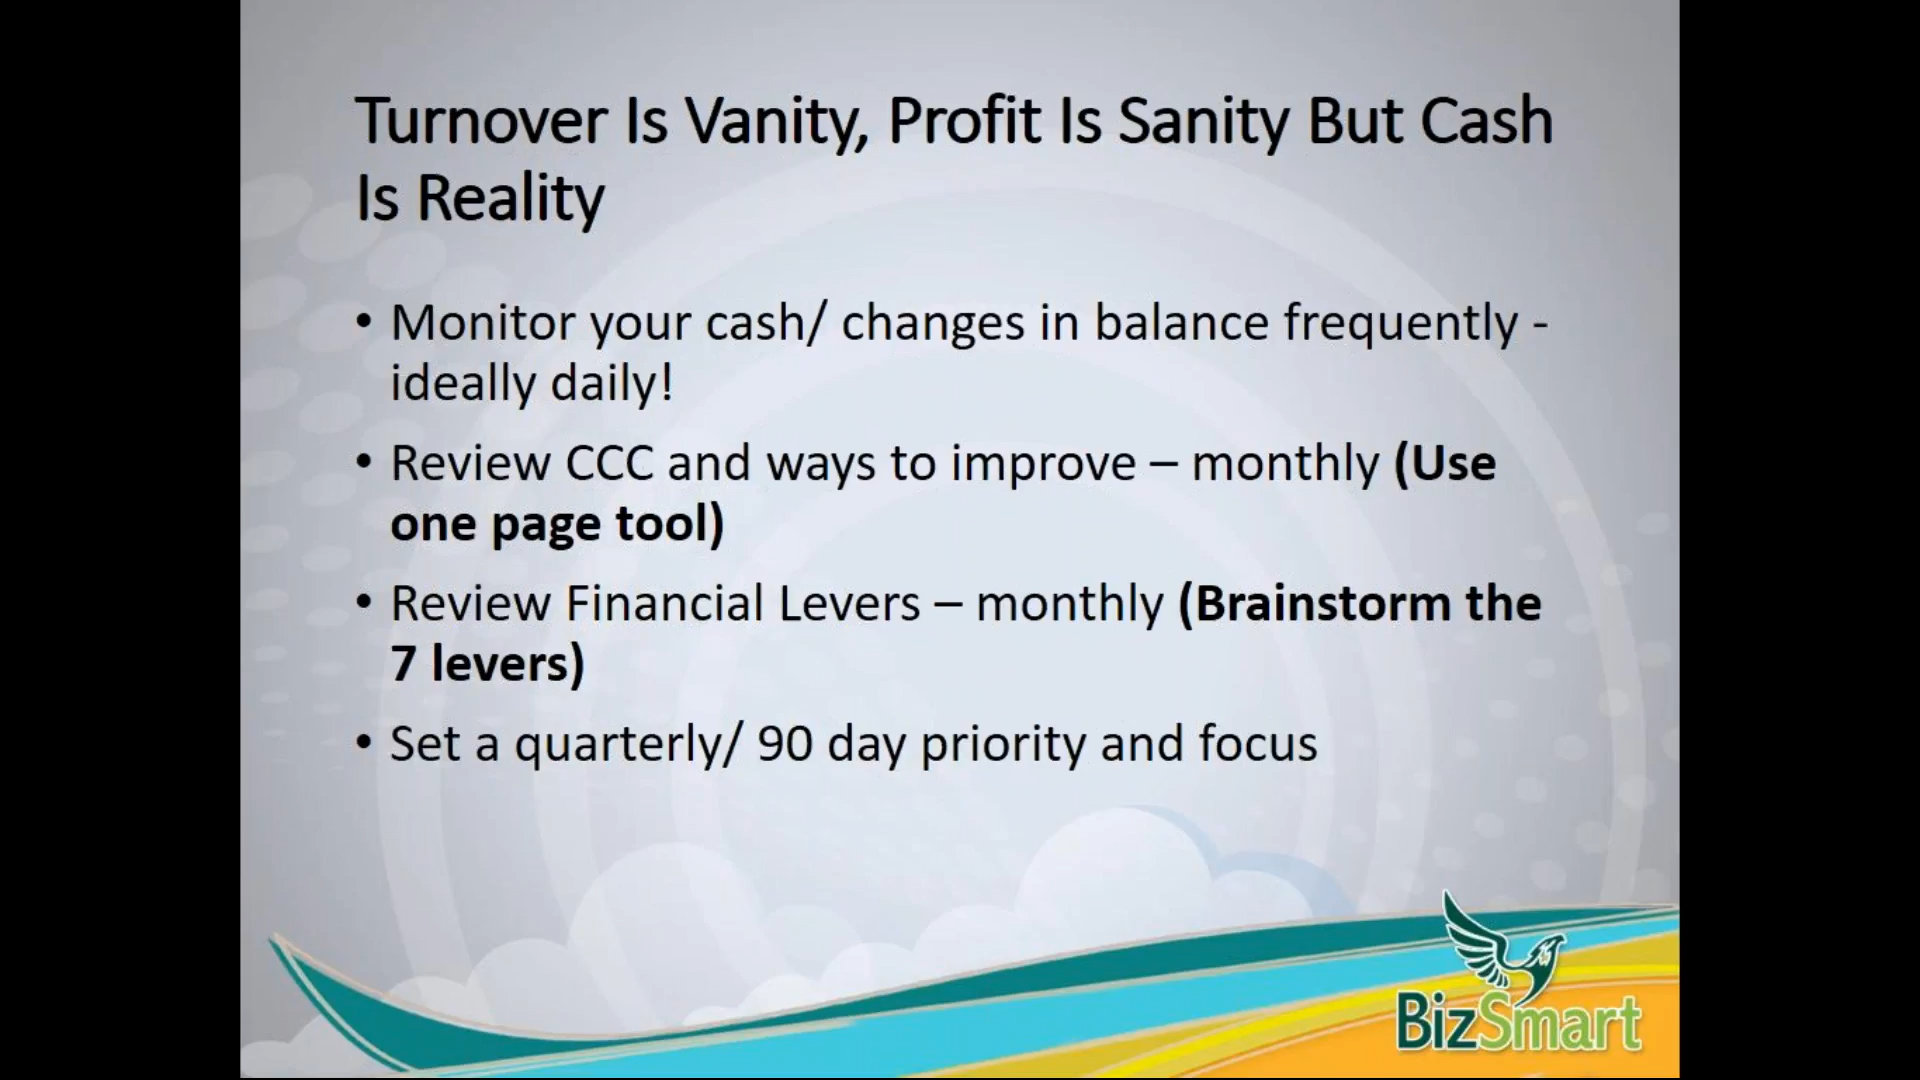 Turnover Is Vanity, Profit Is Sanity But Cash
Is Reality
• Monitor your cash/ changes in balance frequently -
ideally daily!
• Review CCC and ways to improve – monthly (Use
one page tool)
• Review Financial Levers – monthly (Brainstorm the
7 levers)
• Set a quarterly/ 90 day priority and focus
BizSmart